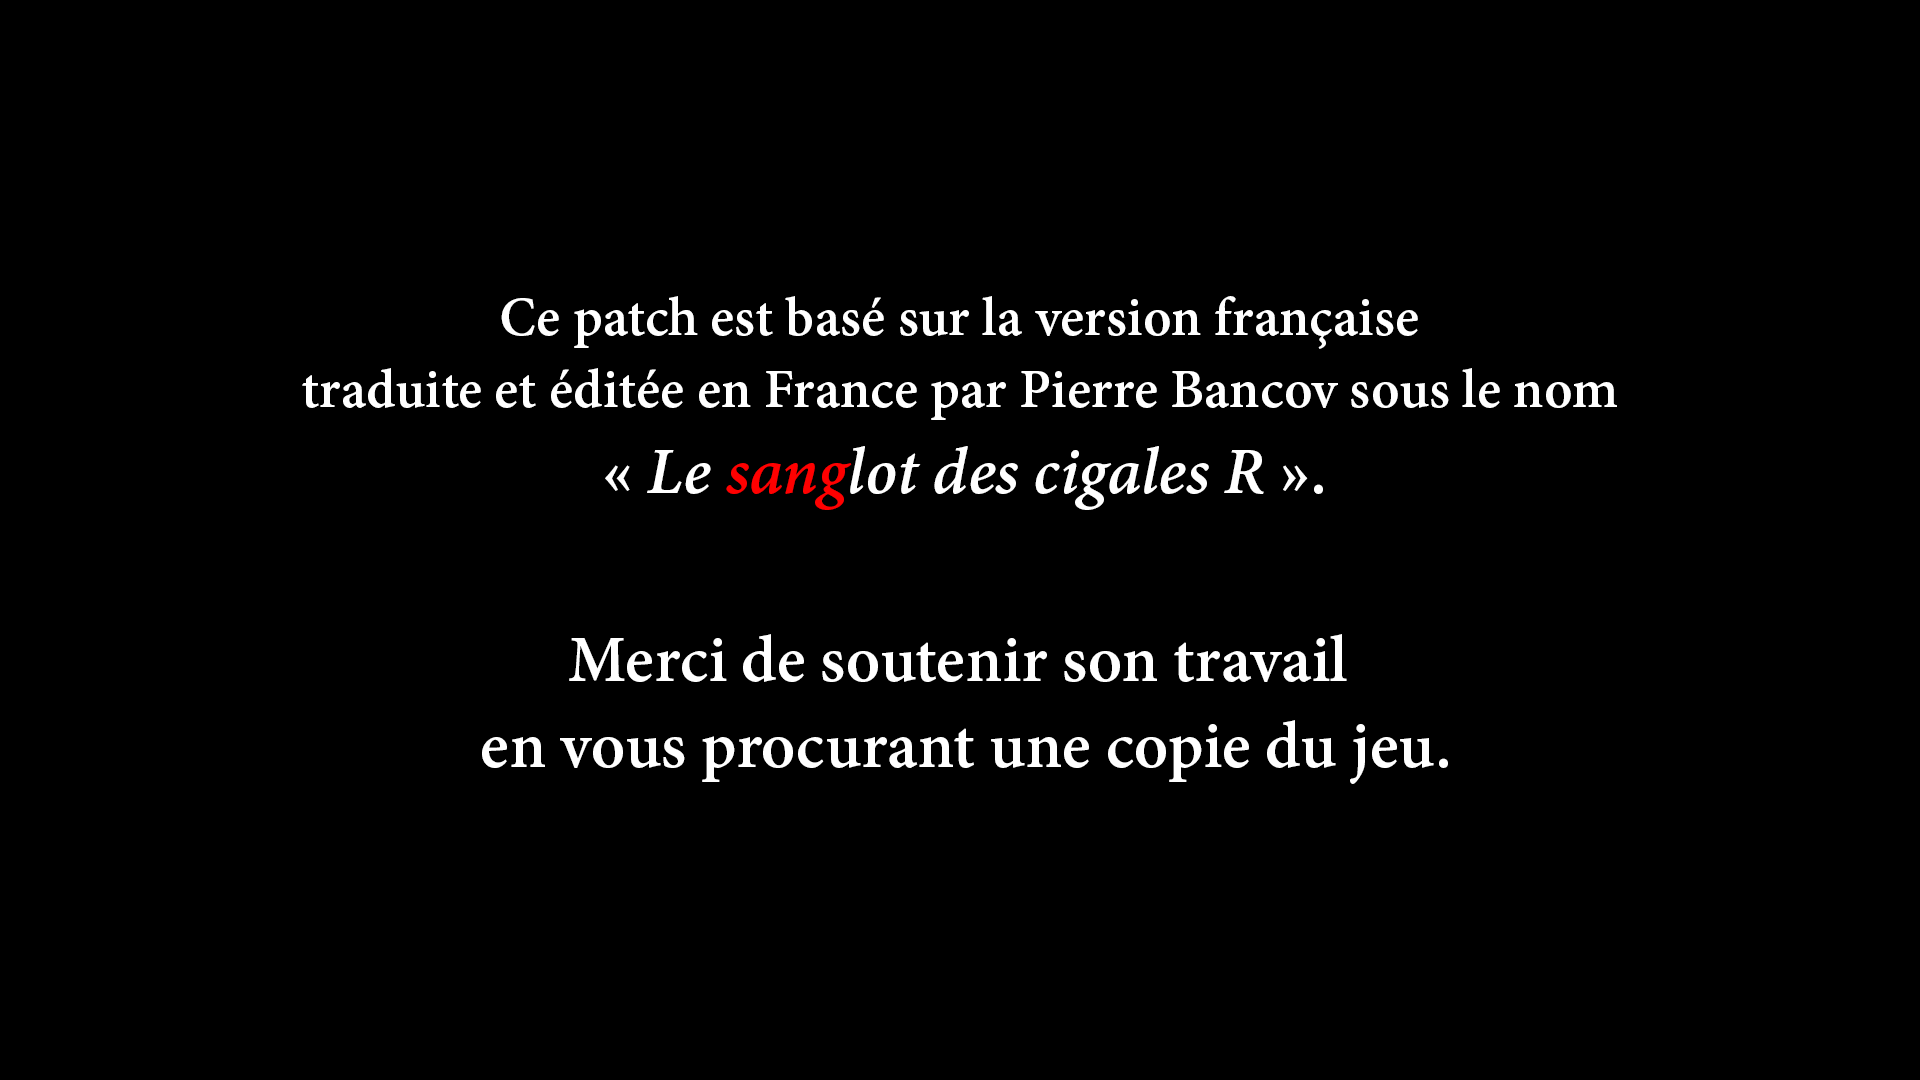 Ce patch est basé sur la version française
traduite et éditée en France par Pierre Bancov sous le nom
« Le sanglot des cigales R ».
Merci de soutenir son travail
en vous procurant une copie du jeu.